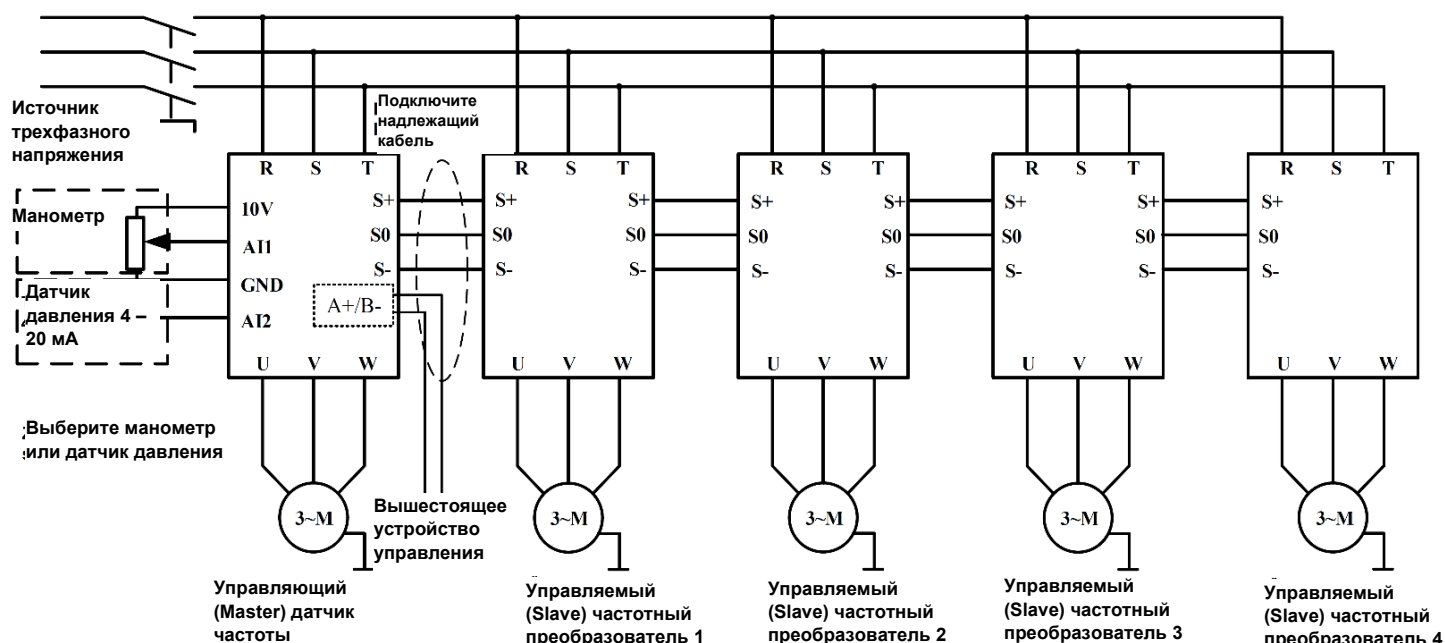 Источник
трехфазного
напряжения
Подключите
надлежащий
кабель
R S T
R S T
R S T
R S T
R S T
Манометр
10V
AI1
GND
AI2
Датчик
давления 4 –
20 мА
S+
S0
S-
A+/B-
U V W
S+
S0
S-
S+
S0
S-
U V W
S+
S0
S-
S+
S0
S-
U V W
S+
S0
S-
S+
S0
S-
U V W
S+
S0
S-
U V W
Выберите манометр
или датчик давления
3~M
3~M
3~M
3~M
3~M
Вышестоящее
устройство
управления
Управляющий
(Master) датчик
частоты
Управляемый
(Slave) частотный
преобразователь 1
Управляемый
(Slave) частотный
преобразователь 2
Управляемый
(Slave) частотный
преобразователь 3
Управляемый
(Slave) частотный
преобразователь 4